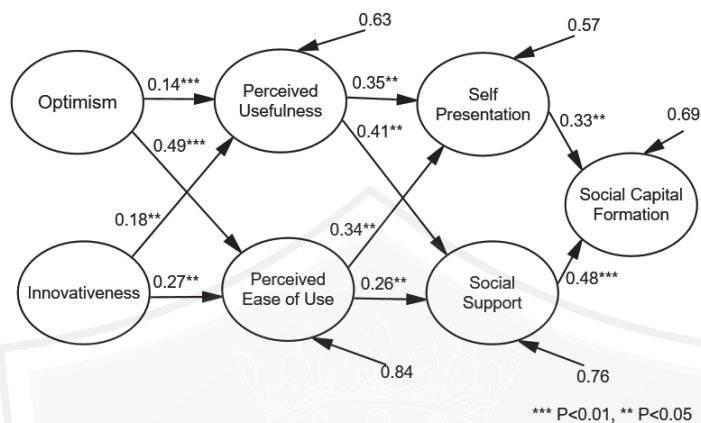 0.63
0.57
Optimism
0.14***
Perceived
Usefulness
0.35**
Self
Presentation
0.49***
0.41**
0.33**
0.69
Social Capital
Formation
0.18**
0.34**
Innovativeness
0.27**
Perceived
Ease of Use
0.26**
Social
Support
0.48***
0.84
0.76
*** P<0.01, ** P<0.05